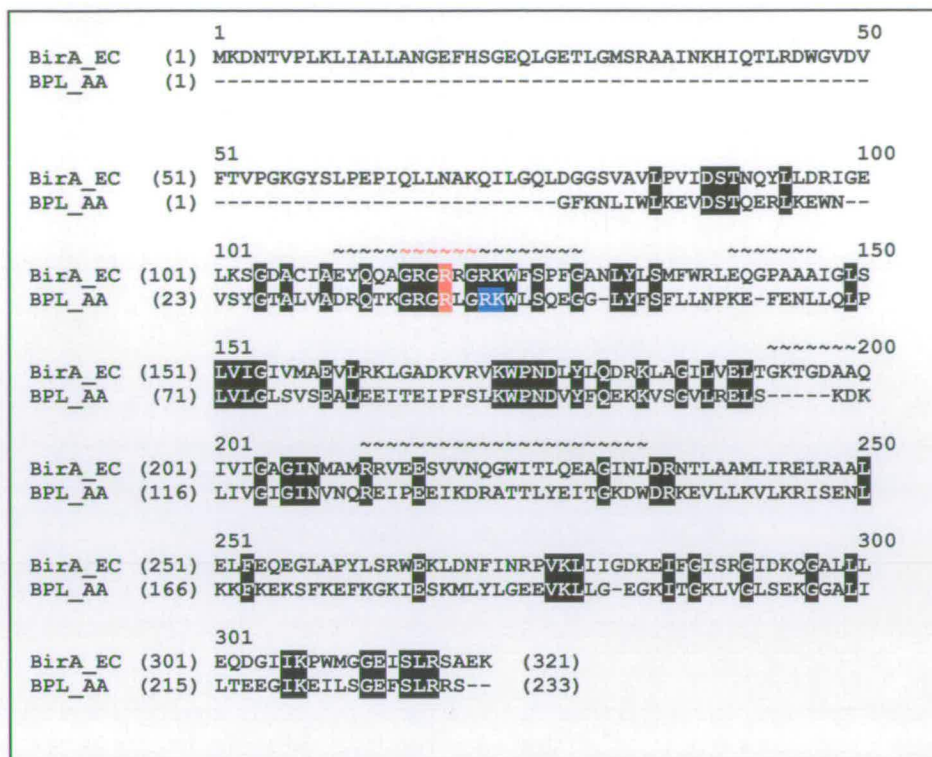 1 50
BirA_EC (1) MKDNTVPLKLIALLANGEFHSGEQLGETLGMSRAAINKHIQTLRDWGVDV
BPL_AA (1) --------------------------------------------------
51 100
BirA_EC (51) FTVPGKGYSLPEPIQLLNAKQILGQLDGGSVAVLPVIDSTNQYLLDRIGE
BPL_AA (1) --------------------------GFKNLIWLKEVDSTQERLKEWN--
101 ~~~~~~~~~~~~~~~~~~~ ~~~~~~~ 150
BirA_EC (101) LKSGDACIAEYQQAGRGRRGRKWFSPFGANLYLSMFWRLEQGPAAAIGLS
BPL_AA (23) VSYGTALVADRQTKGRGRLGRKWLSQEGG-LYFSFLLNPKE-FENLLQLP
151 ~~~~~~~ 200
BirA_EC (151) LVIGIVMAEVLRKLGADKVRVKWPNDLYLQDRKLAGILVELTGKTGDAAQ
BPL_AA (71) LVLGLSVSEALEEITEIPFSLKWPNDVYFQEKKVSGVLRELS-----KDK
201 ~~~~~~~~~~~~~~~~~~~~~~ 250
BirA_EC (201) IVIGAGINMAMRRVEESVVNQGWITLQEAGINLDRNTLAAMLIRELRAAL
BPL_AA (116) LIVGIGINVNQREIPEEIKDRATTLYEITGKDWDRKEVLLKVLKRISENL
251 300
BirA_EC (251) ELFEQEGLAPYLSRWEKLDNFINRPVKLIIGDKEIFGISRGIDKQGALLL
BPL_AA (166) KKFKEKSFKEFKGKIESKMLYLGEEVKLLG-EGKITGKLVGLSEKGGALI
301
BirA_EC (301) EQDGIIKPWMGGEISLRSAEK (321)
BPL_AA (215) LTEEGIKEILSGEFSLRRS-- (233)